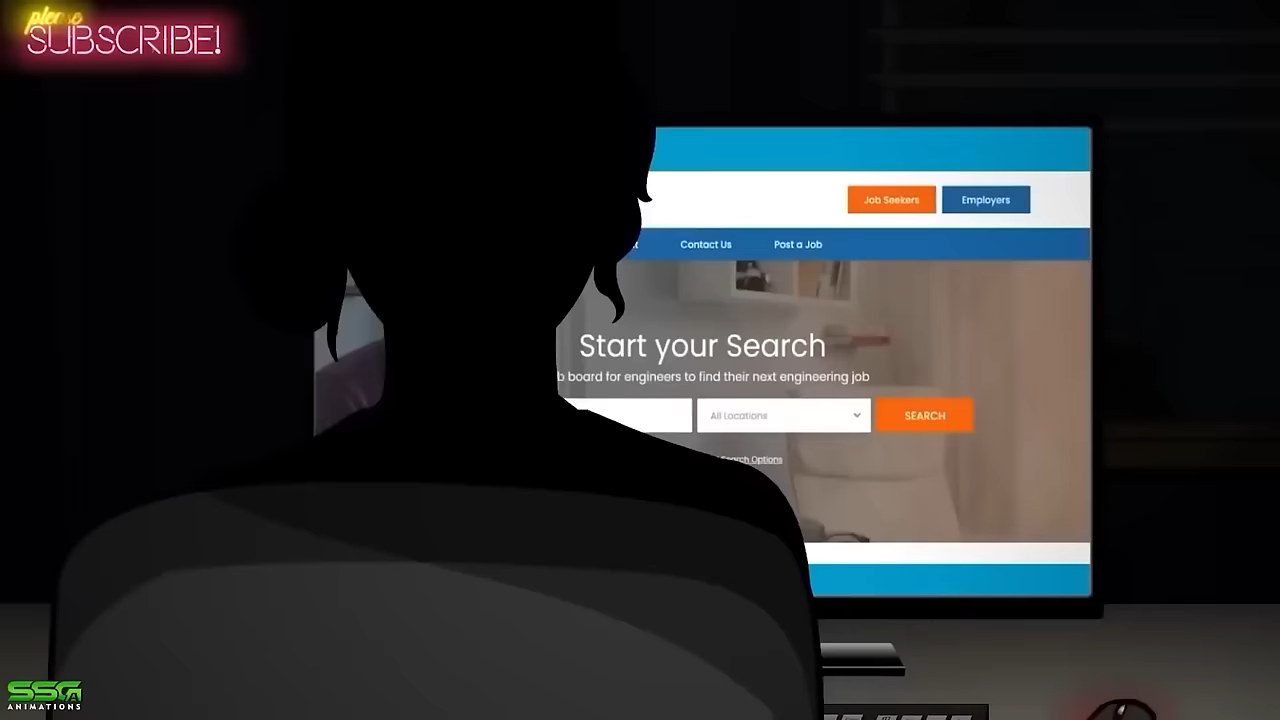 please
SUBSCRIBE!
Job Seekers
Employers
Contact Us
Post a Job
Start your Search
board for engineers to find their next engineering job
All Locations
SEARCH
Search Options
SSG
ANIMATIONS